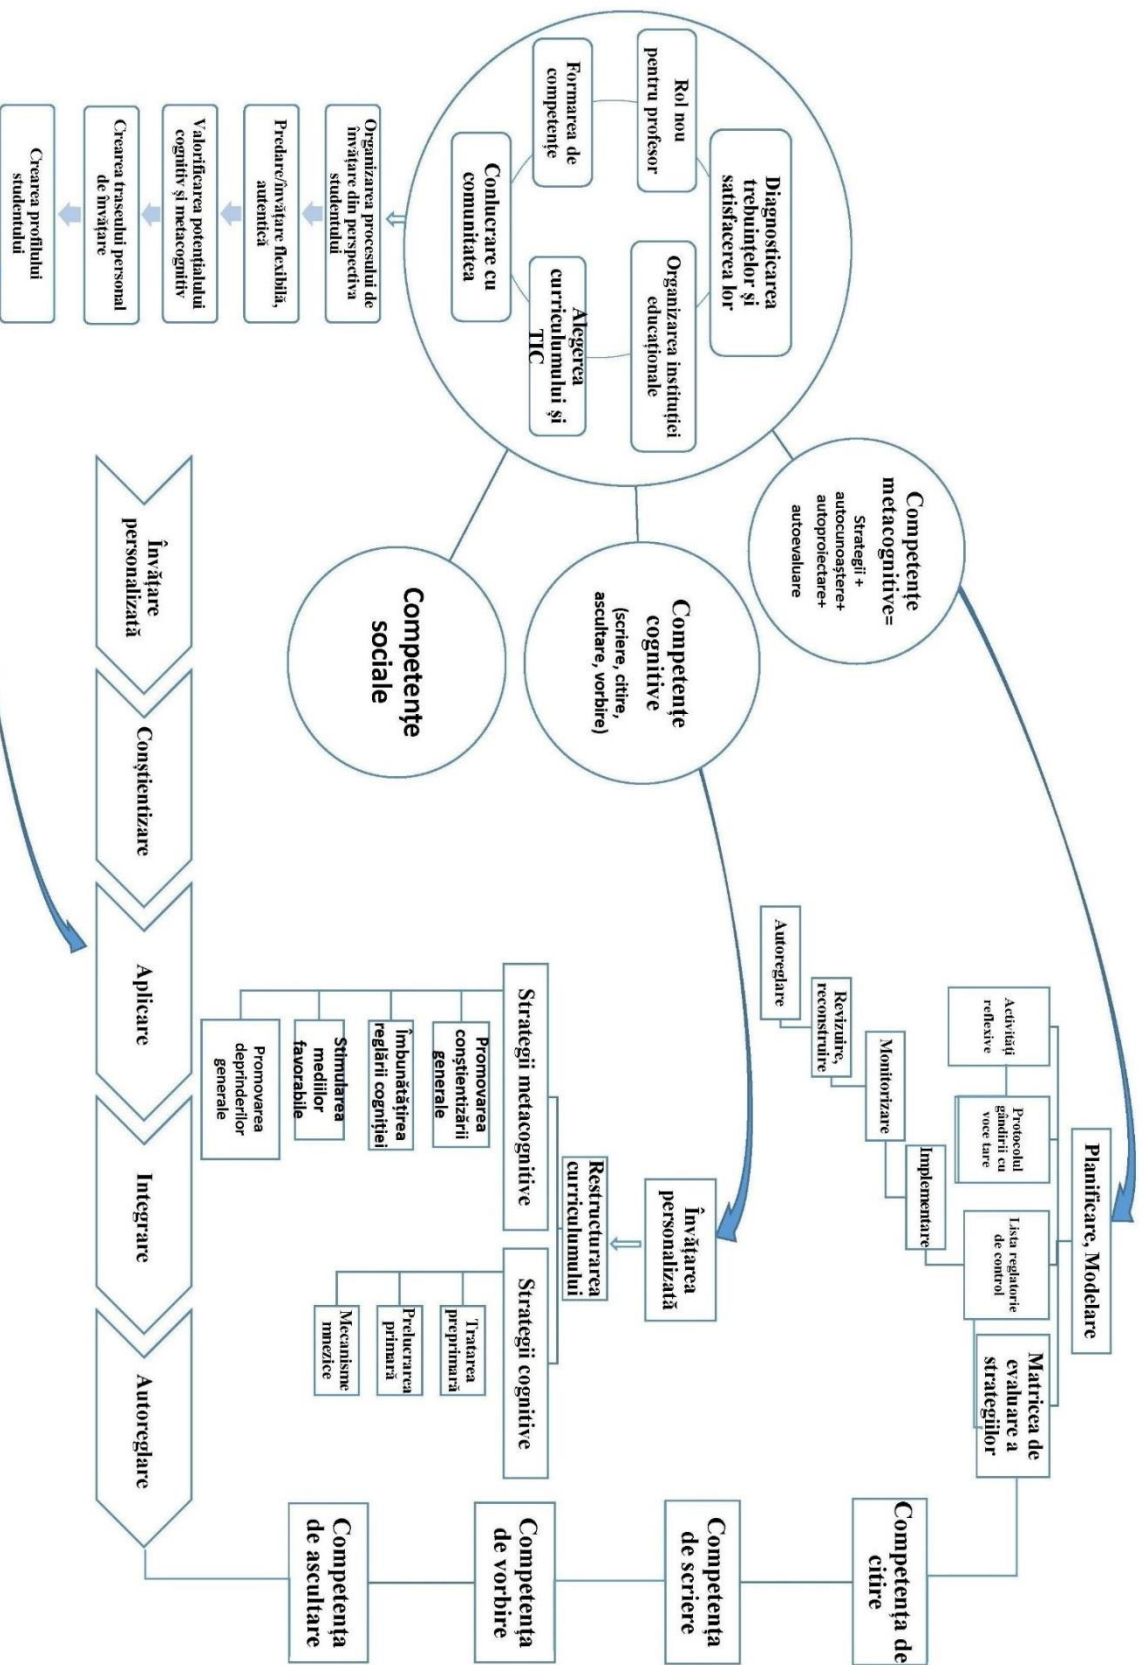 Diagnosticarea
trebuințelor și
satisfacerea lor
Rol nou
pentru profesor
Organizarea instituției
educaționale
Formarea de
competențe
Alegerea
curriculumului și
TIC
Conlucrare cu
comunitatea
Organizarea procesului de
învățare din perspectiva
studentului
Predare/învățare flexibilă,
autentică
Valorificarea potențialului
cognitiv și metacognitiv
Crearea traseului personal
de învățare
Crearea profilului
studentului
Competențe
metacognitive=
Strategii +
autocunoaștere+
autoproiectare+
autoevaluare
Competențe
cognitive
(scriere, citire,
ascultare, vorbire)
Competențe
sociale
Planificare, Modelare
Activități
reflexive
Protocolul
gândirii cu
voce tare
Lista reglatorie
de control
Matricea de
evaluare a
strategiilor
Implementare
Monitorizare
Revizuire,
reconstruire
Autoreglare
Învățarea
personalizată
Restructurarea
curriculumului
Strategii metacognitive
Promovarea
conștientizării
generale
Îmbunătățirea
reglării cogniției
Stimularea
mediilor
favorabile
Promovarea
deprinderilor
generale
Strategii cognitive
Tratarea
preprimară
Prelucrarea
primară
Mecanisme
mnezice
Competența de
citire
Competența
de scriere
Competența
de vorbire
Competența
de ascultare
Învățare
personalizată
Conștientizare
Aplicare
Integrare
Autoreglare